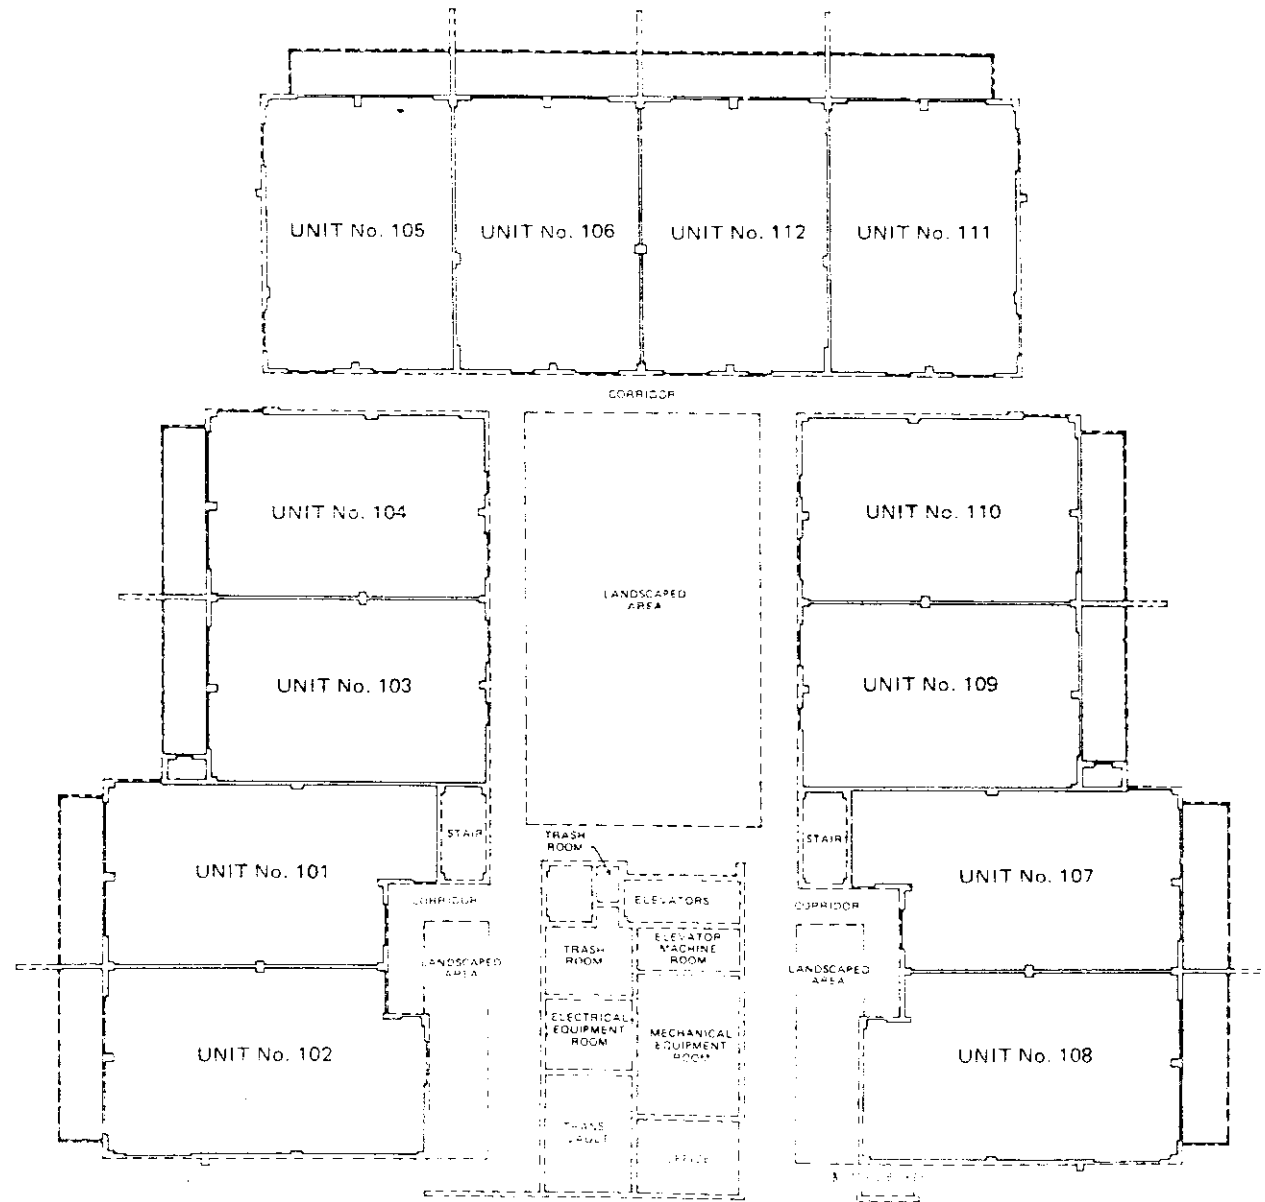 UNIT No. 105
UNIT No. 106
UNIT No. 112
UNIT No. 111
CORRIDOR
UNIT No. 104
UNIT No. 110
LANDSCAPED
AREA
UNIT No. 103
UNIT No. 109
STAIR
TRASH
ROOM
STAIR
UNIT No. 101
UNIT No. 107
CORRIDOR
ELEVATORS
CORRIDOR
LANDSCAPED
AREA
TRASH
ROOM
ELEVATOR
MACHINE
ROOM
LANDSCAPED
AREA
UNIT No. 102
ELECTRICAL
EQUIPMENT
ROOM
MECHANICAL
EQUIPMENT
ROOM
UNIT No. 108
TRANS
VAULT
OFFICE